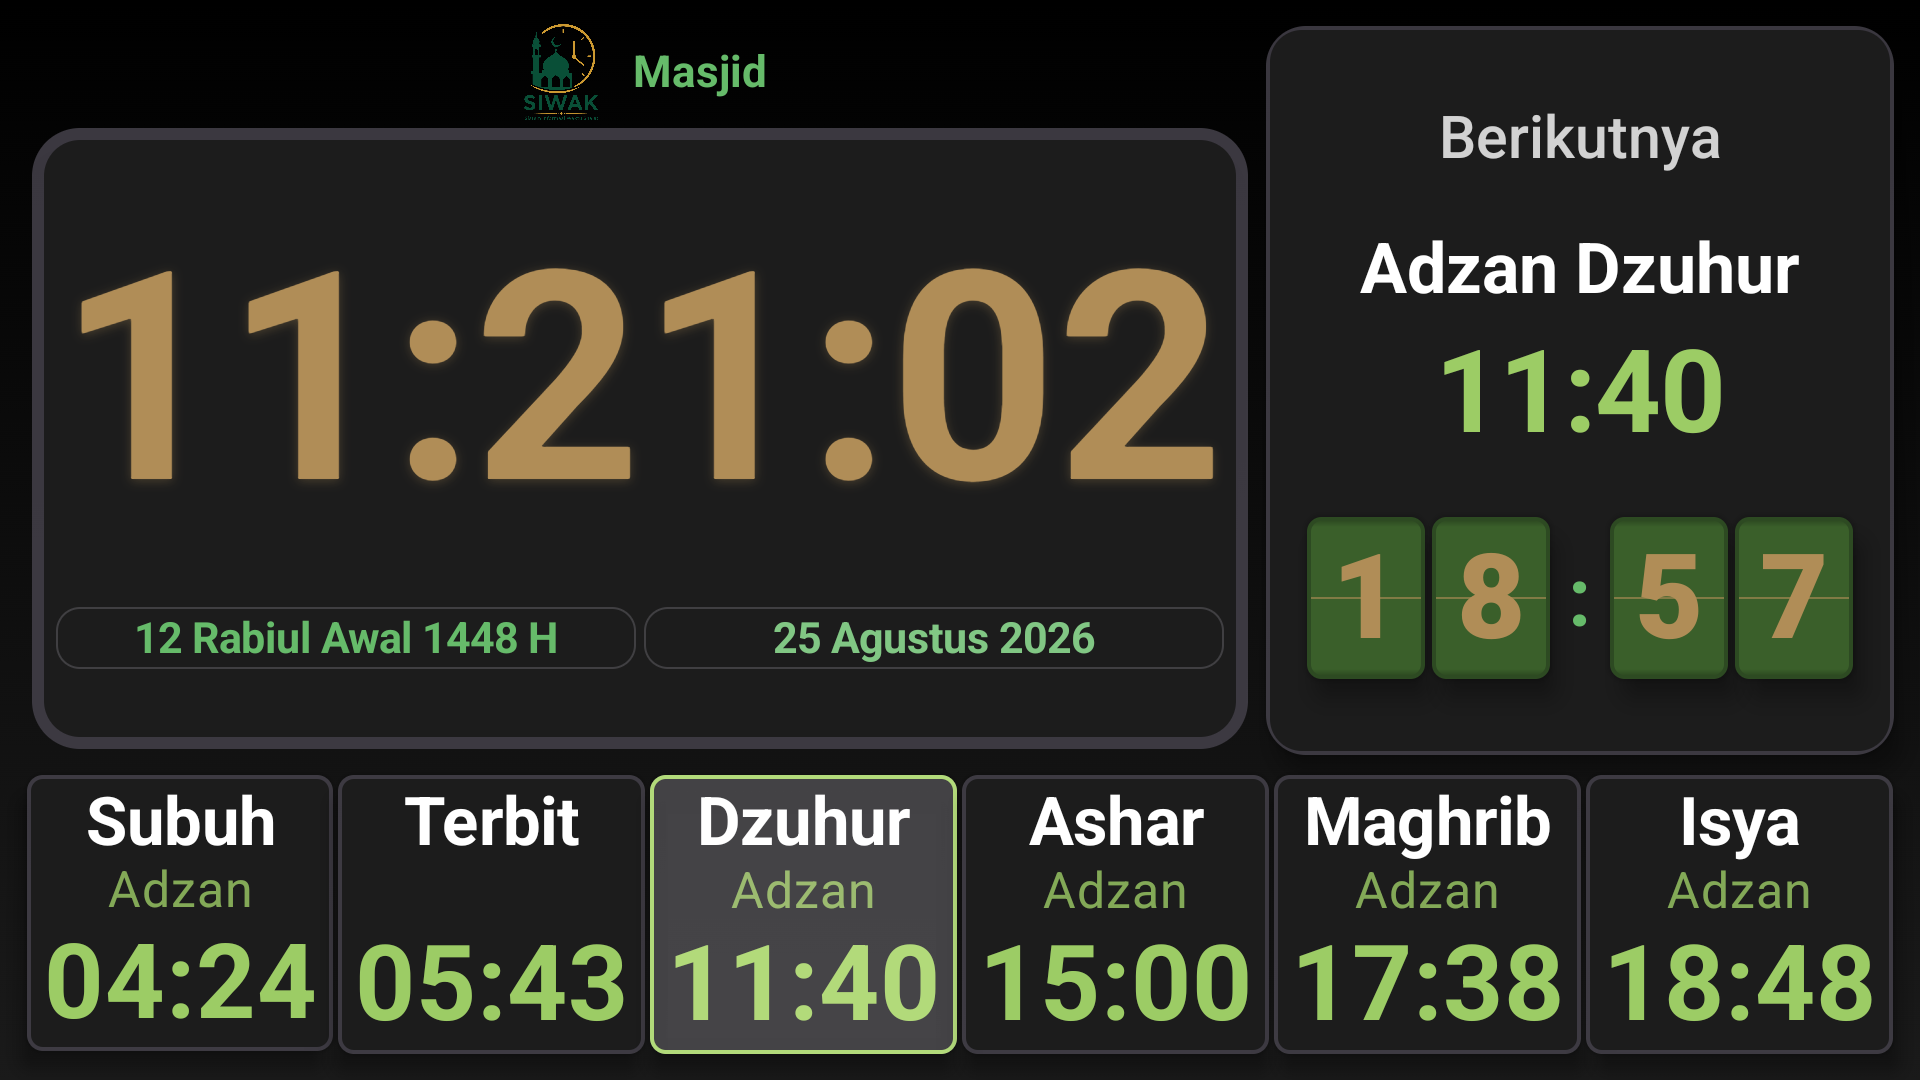 SIWAK
Masjid
11:21:02
12 Rabiul Awal 1448 H
25 Agustus 2026
Berikutnya
Adzan Dzuhur
11:40
18:57
Subuh
Adzan
04:24
Terbit
05:43
Dzuhur
Adzan
11:40
Ashar
Adzan
15:00
Maghrib
Adzan
17:38
Isya
Adzan
18:48